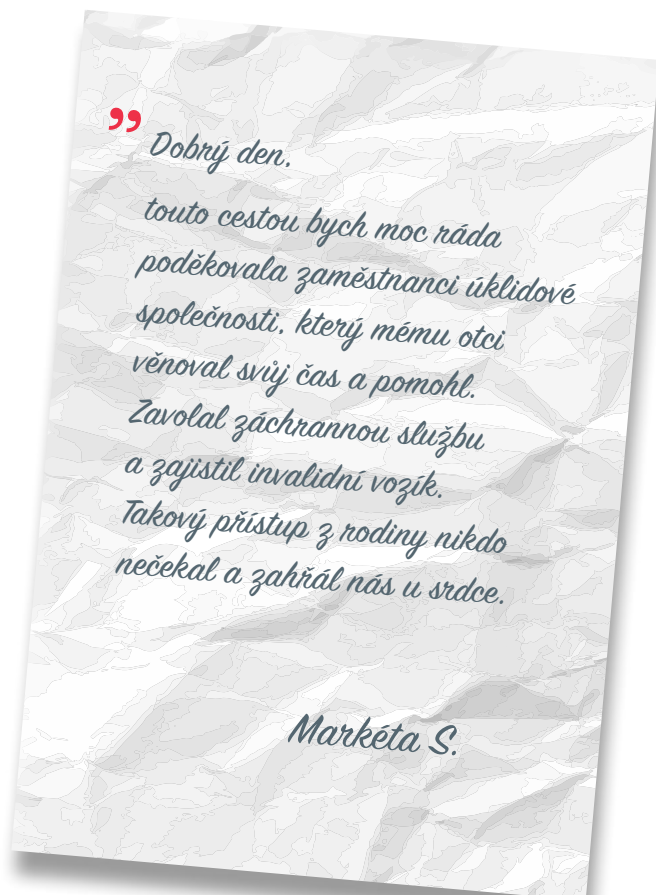 ”
Dobrý den,
touto cestou bych moc ráda
poděkovala zaměstnanci úklidové
společnosti, který mému otci
věnoval svůj čas a pomohl.
Zavolal záchrannou službu
a zajistil invalidní vozík.
Takový přístup z rodiny nikdo
nečekal a zahřál nás u srdce.
Markéta S.